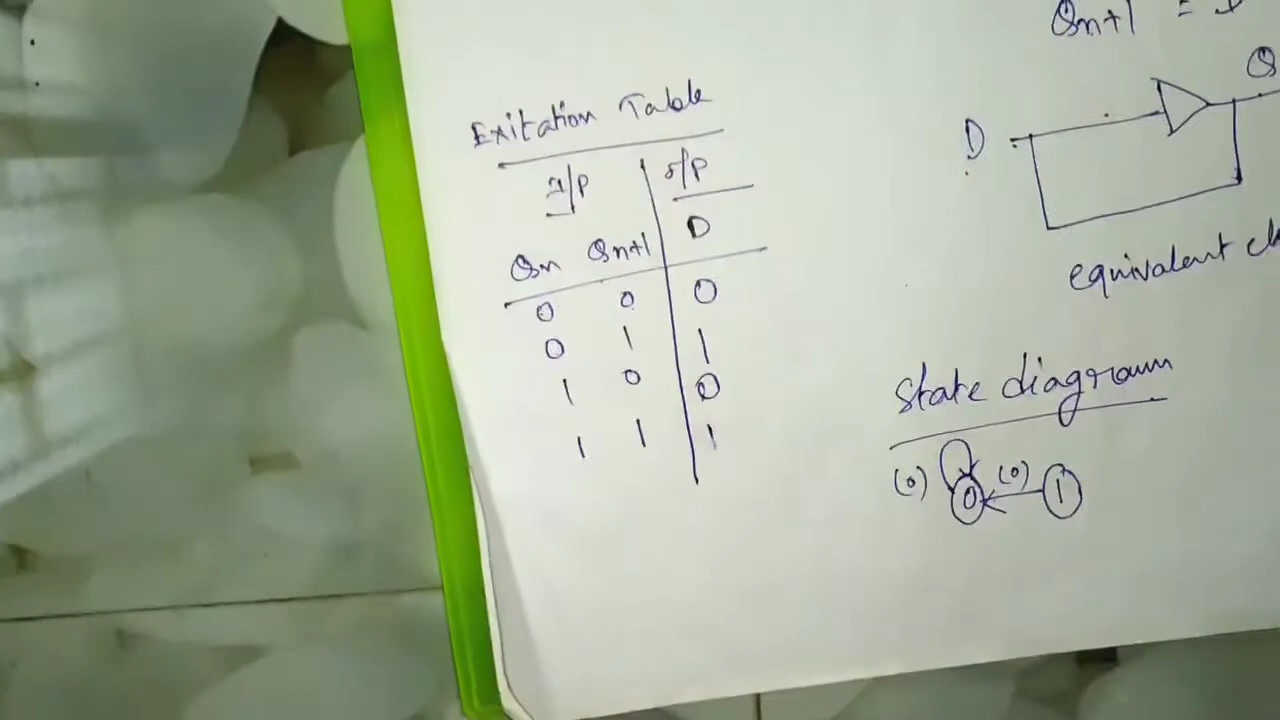 Exitation Table
I/P O/P
Qn Qn+1 D
0 0 0
0 1 1
1 0 0
1 1 1
Qn+1 =
D Q
equivalent
State diagram
(0) 0 (0) 1